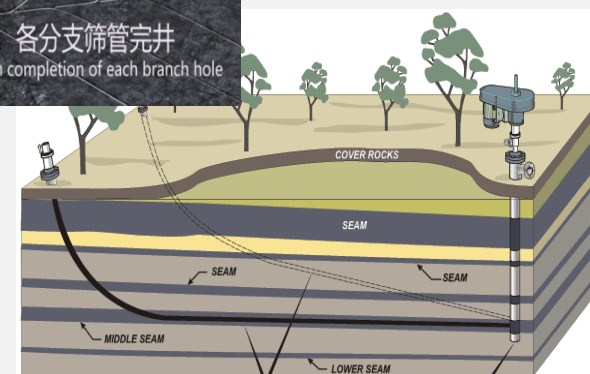 各分支筛管完井
completion of each branch hole
COVER ROCKS
SEAM
SEAM
SEAM
MIDDLE SEAM
LOWER SEAM